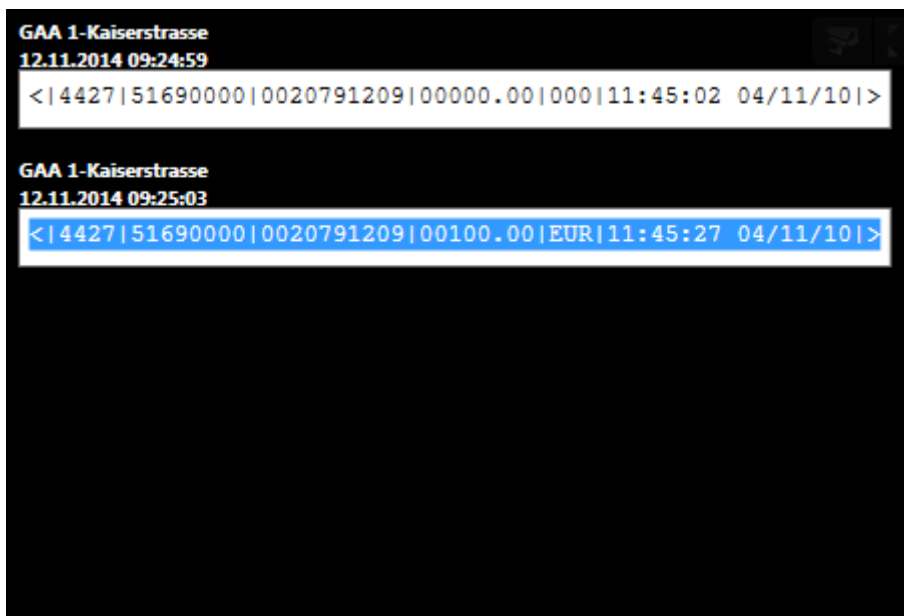 GAA 1-Kaiserstrasse
12.11.2014 09:24:59
<|4427|51690000|0020791209|00000.00|000|11:45:02 04/11/10|>
GAA 1-Kaiserstrasse
12.11.2014 09:25:03
<|4427|51690000|0020791209|00100.00|EUR|11:45:27 04/11/10|>